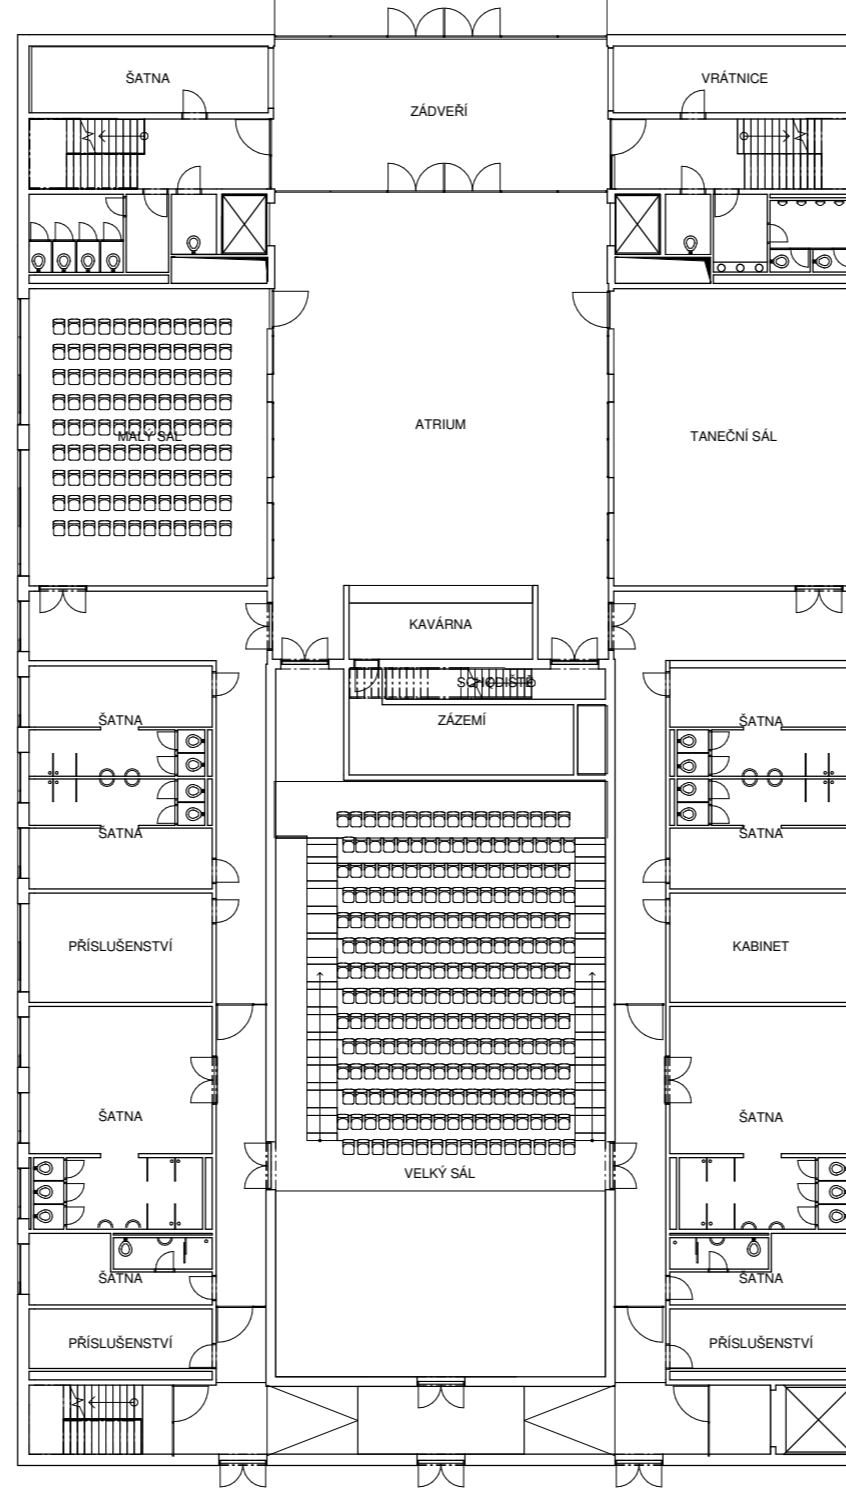 ŠATNA
VRÁTNICE
ZÁDVEŘÍ
ATRIUM
MALÝ SÁL
TANEČNÍ SÁL
KAVÁRNA
SCHODIŠTĚ
ŠATNA
ZÁZEMÍ
ŠATNA
ŠATNA
ŠATNA
PŘÍSLUŠENSTVÍ
KABINET
ŠATNA
ŠATNA
VELKÝ SÁL
ŠATNA
ŠATNA
PŘÍSLUŠENSTVÍ
PŘÍSLUŠENSTVÍ